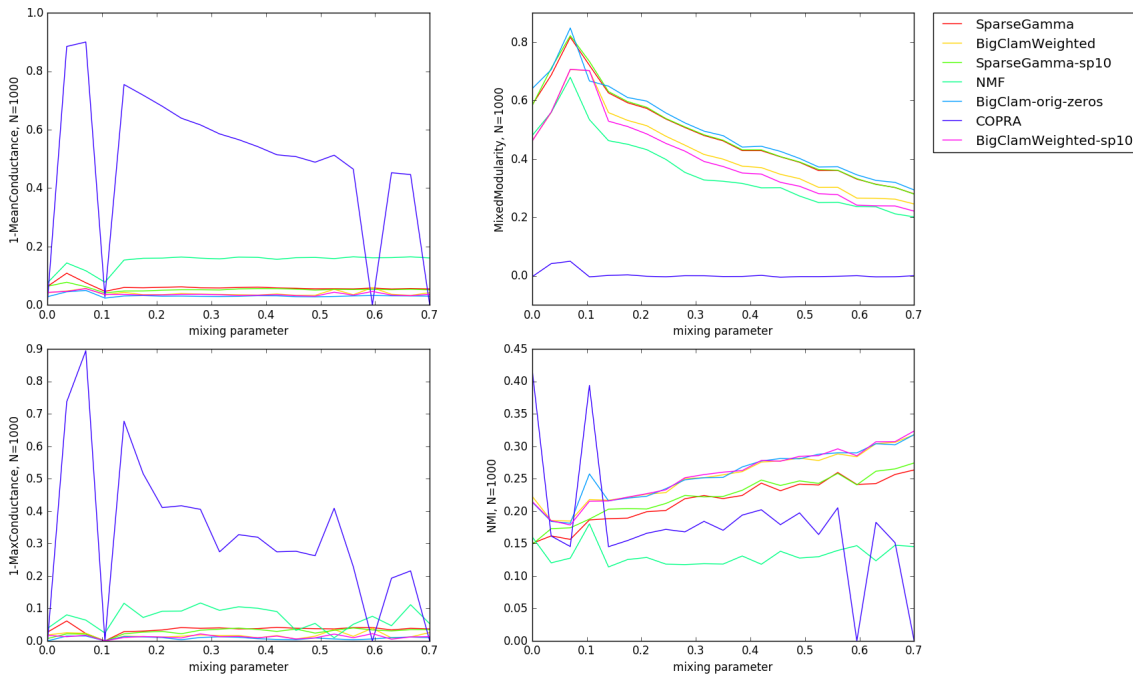 1.0
0.8
0.6
0.4
0.2
0.0
1-MeanConductance, N=1000
0.0 0.1 0.2 0.3 0.4 0.5 0.6 0.7
mixing parameter
0.8
0.6
0.4
0.2
0.0
MixedModularity, N=1000
0.0 0.1 0.2 0.3 0.4 0.5 0.6 0.7
mixing parameter
SparseGamma
BigClamWeighted
SparseGamma-sp10
NMF
BigClam-orig-zeros
COPRA
BigClamWeighted-sp10
0.9
0.8
0.7
0.6
0.5
0.4
0.3
0.2
0.1
0.0
1-MaxConductance, N=1000
0.0 0.1 0.2 0.3 0.4 0.5 0.6 0.7
mixing parameter
0.45
0.40
0.35
0.30
0.25
0.20
0.15
0.10
0.05
0.00
NMI, N=1000
0.0 0.1 0.2 0.3 0.4 0.5 0.6 0.7
mixing parameter